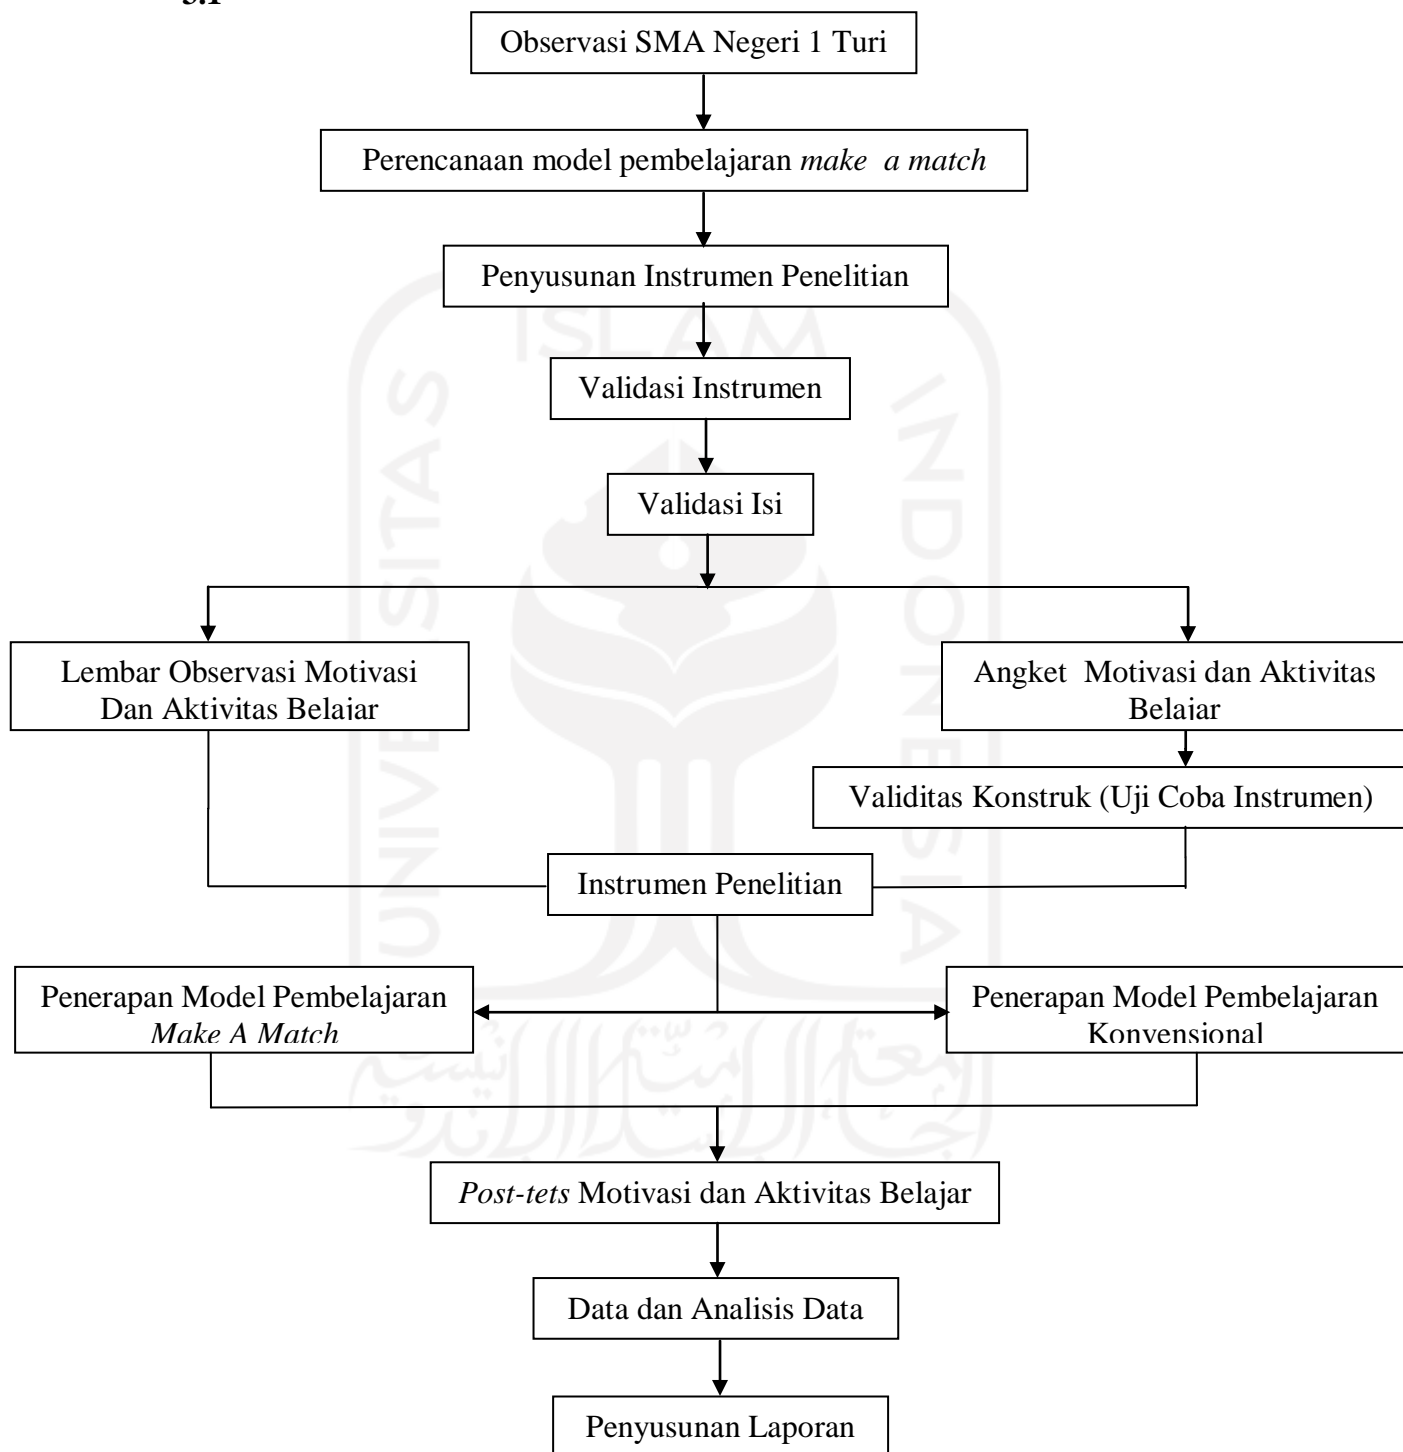 3.1
Observasi SMA Negeri 1 Turi
Perencanaan model pembelajaran make a match
Penyusunan Instrumen Penelitian
Validasi Instrumen
Validasi Isi
Lembar Observasi Motivasi
Dan Aktivitas Belajar
Angket Motivasi dan Aktivitas
Belajar
Validitas Konstruk (Uji Coba Instrumen)
Instrumen Penelitian
Penerapan Model Pembelajaran
Make A Match
Penerapan Model Pembelajaran
Konvensional
Post-tets Motivasi dan Aktivitas Belajar
Data dan Analisis Data
Penyusunan Laporan
UNIVERSITAS
ISLAM
INDONESIA